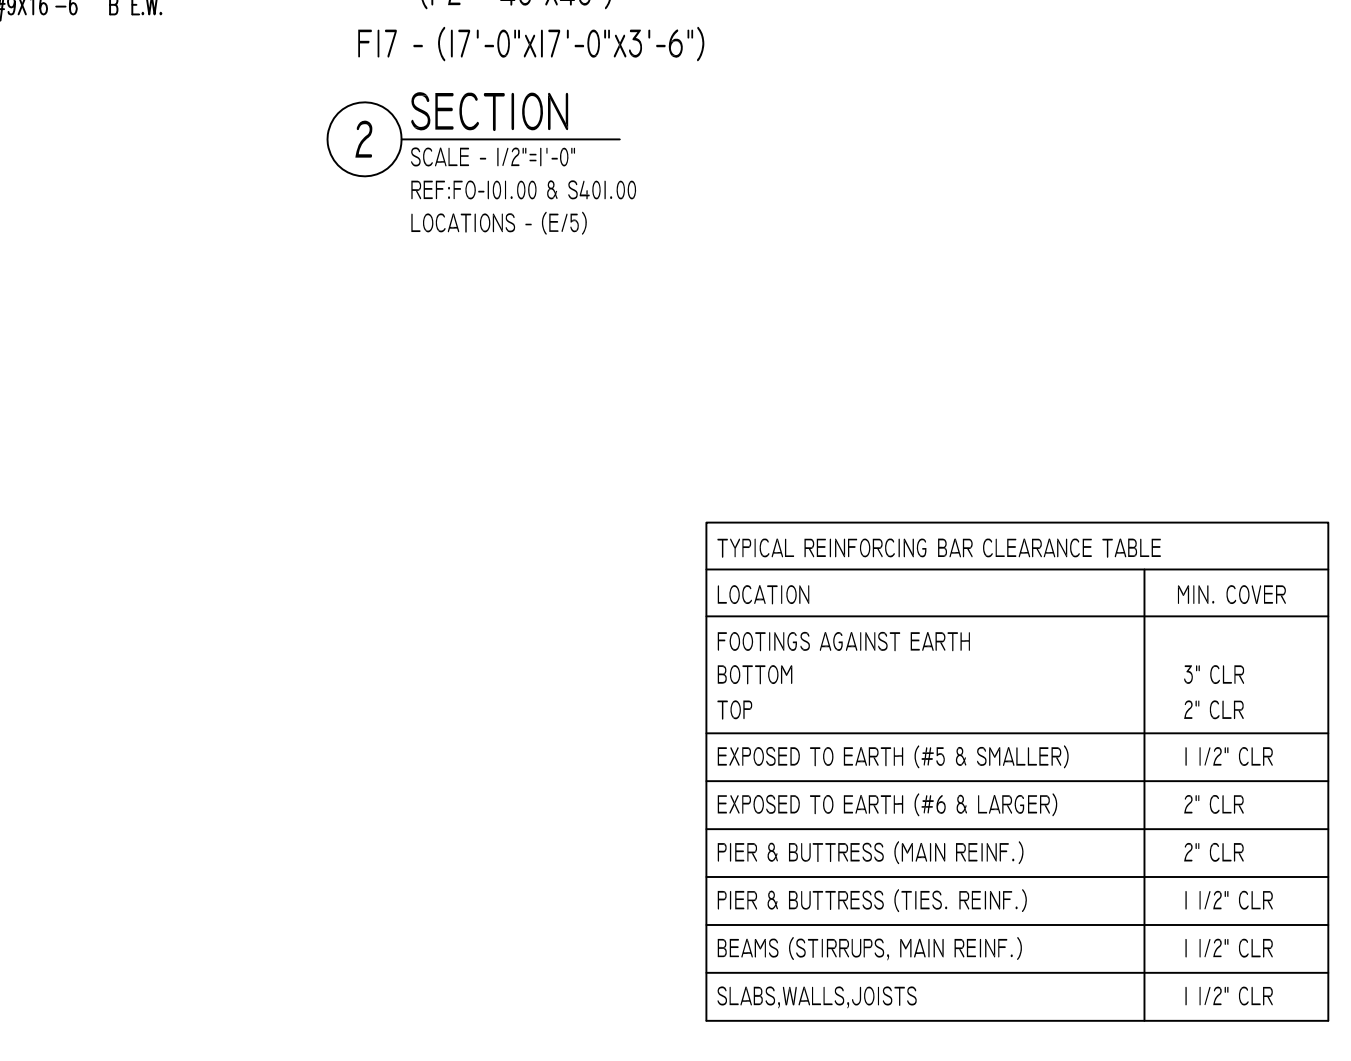 #9X16 -6 B E.W.
F17 - (17'-0"x17'-0"x3'-6")
2
SECTION
SCALE - 1/2"=1'-0"
REF:FO-101.00 & S401.00
LOCATIONS - (E/5)
TYPICAL REINFORCING BAR CLEARANCE TABLE
LOCATION MIN. COVER
FOOTINGS AGAINST EARTH
BOTTOM 3" CLR
TOP 2" CLR
EXPOSED TO EARTH (#5 & SMALLER) 1 1/2" CLR
EXPOSED TO EARTH (#6 & LARGER) 2" CLR
PIER & BUTTRESS (MAIN REINF.) 2" CLR
PIER & BUTTRESS (TIES. REINF.) 1 1/2" CLR
BEAMS (STIRRUPS, MAIN REINF.) 1 1/2" CLR
SLABS,WALLS,JOISTS 1 1/2" CLR